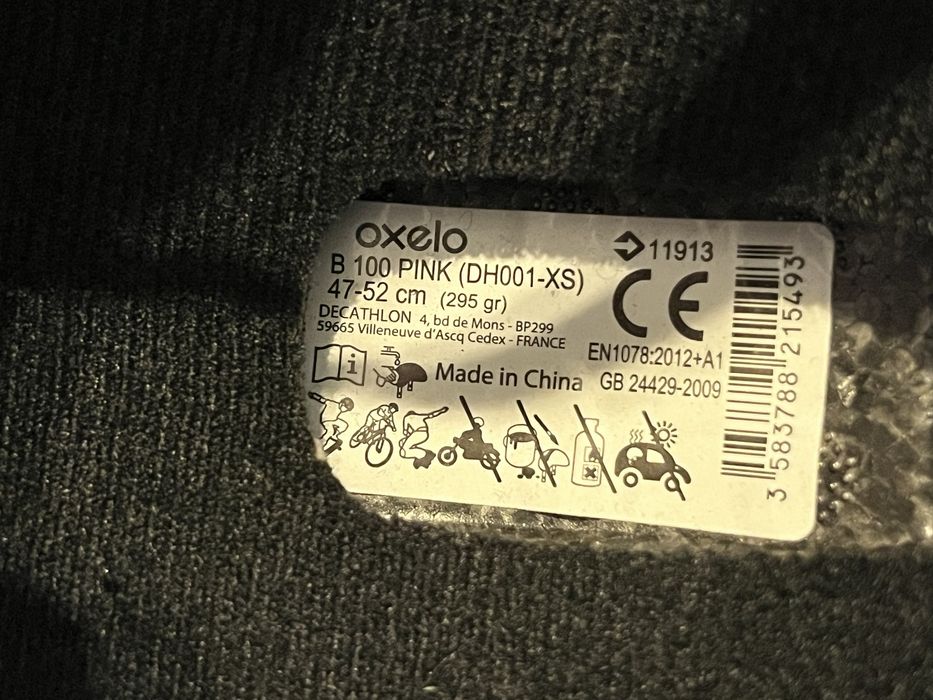 oxelo
B 100 PINK (DH001-XS)
47-52 cm (295 gr)
DECATHLON 4, bd de Mons - BP299
59665 Villeneuve d'Ascq Cedex - FRANCE
i
Made in China
11913
CE
EN1078:2012+A1
GB 24429-2009
3 583788 215493